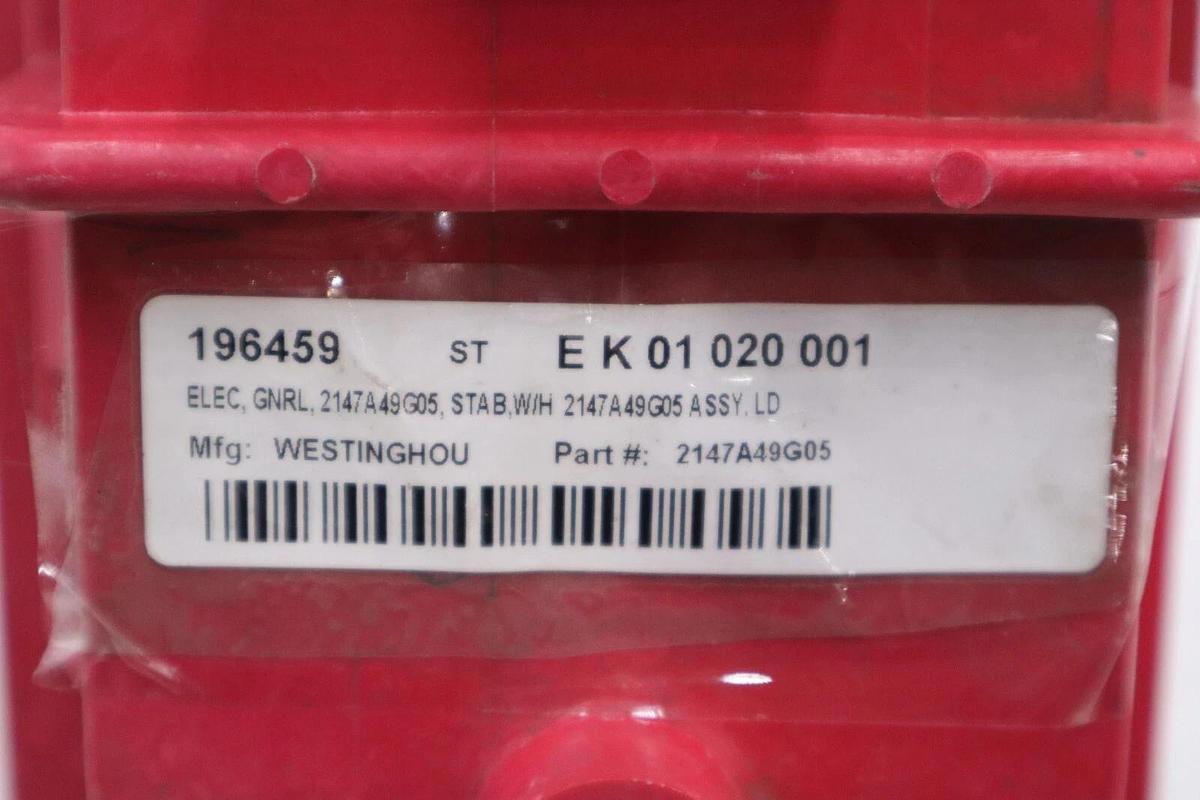 196459 ST E K 01 020 001
ELEC, GNRL, 2147A49G05, STAB,W/H 2147A49G05 ASSY, LD
Mfg: WESTINGHOU Part #: 2147A49G05